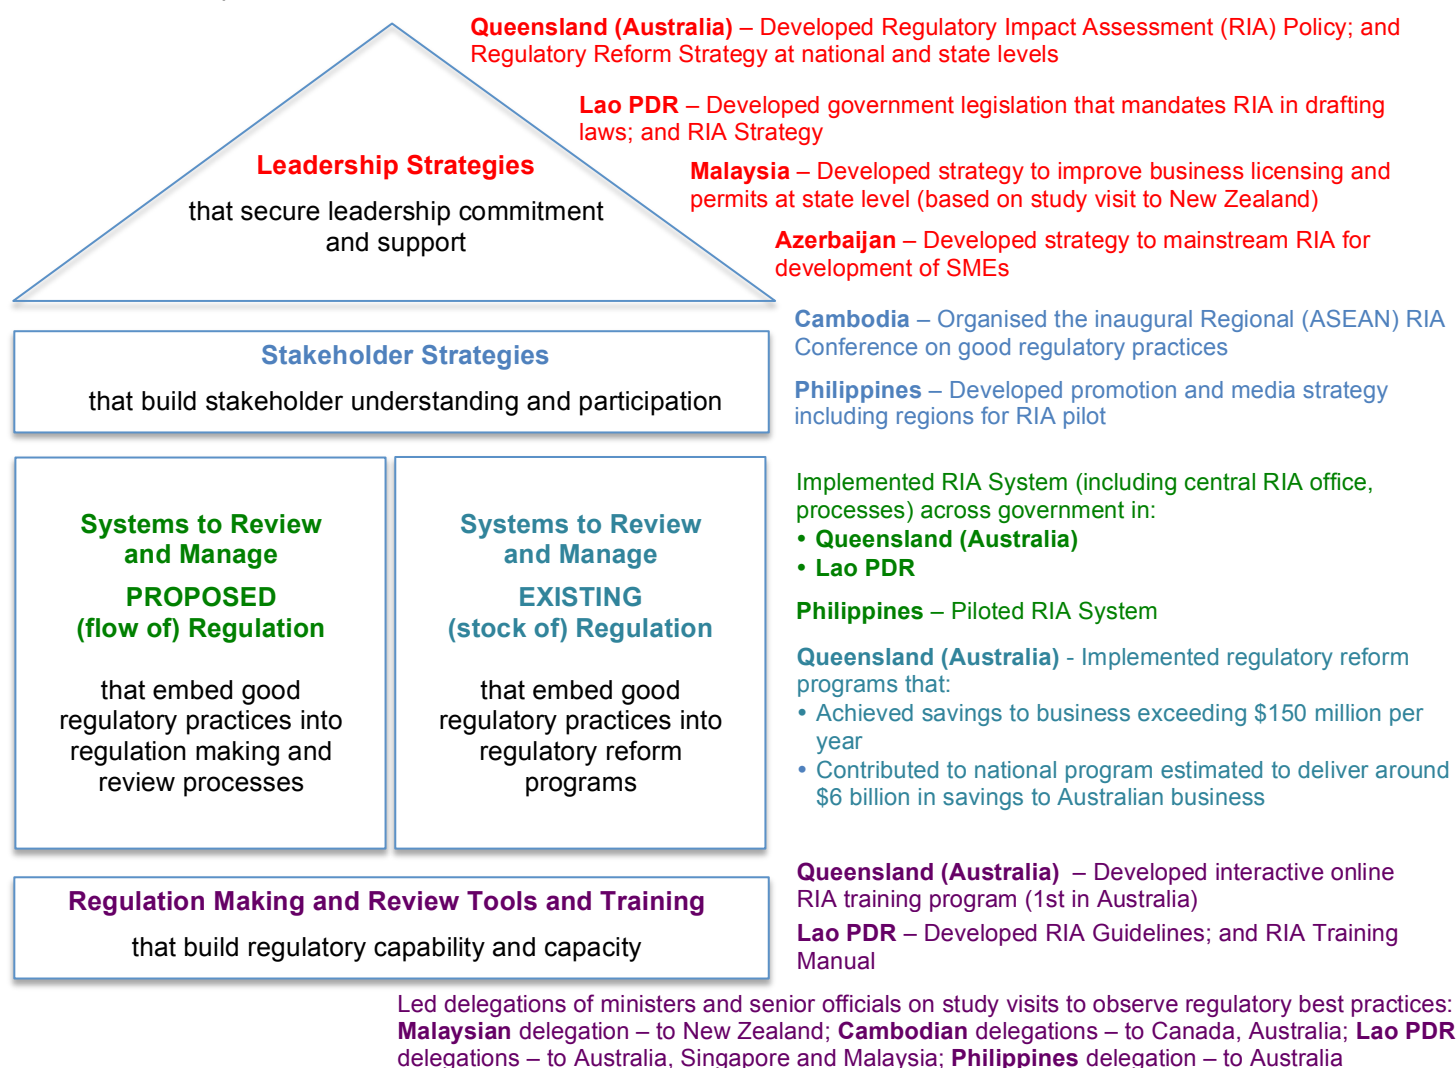 Queensland (Australia) – Developed Regulatory Impact Assessment (RIA) Policy; and
Regulatory Reform Strategy at national and state levels
Lao PDR – Developed government legislation that mandates RIA in drafting
laws; and RIA Strategy
Leadership Strategies
that secure leadership commitment
and support
Malaysia – Developed strategy to improve business licensing and
permits at state level (based on study visit to New Zealand)
Azerbaijan – Developed strategy to mainstream RIA for
development of SMEs
Stakeholder Strategies
that build stakeholder understanding and participation
Cambodia – Organised the inaugural Regional (ASEAN) RIA
Conference on good regulatory practices
Philippines – Developed promotion and media strategy
including regions for RIA pilot
Systems to Review
and Manage
PROPOSED
(flow of) Regulation
that embed good
regulatory practices into
regulation making and
review processes
Systems to Review
and Manage
EXISTING
(stock of) Regulation
that embed good
regulatory practices into
regulatory reform
programs
Implemented RIA System (including central RIA office,
processes) across government in:
• Queensland (Australia)
• Lao PDR
Philippines – Piloted RIA System
Queensland (Australia) - Implemented regulatory reform
programs that:
• Achieved savings to business exceeding $150 million per
year
• Contributed to national program estimated to deliver around
$6 billion in savings to Australian business
Regulation Making and Review Tools and Training
that build regulatory capability and capacity
Queensland (Australia) – Developed interactive online
RIA training program (1st in Australia)
Lao PDR – Developed RIA Guidelines; and RIA Training
Manual
Led delegations of ministers and senior officials on study visits to observe regulatory best practices:
Malaysian delegation – to New Zealand; Cambodian delegations – to Canada, Australia; Lao PDR
delegations – to Australia, Singapore and Malaysia; Philippines delegation – to Australia